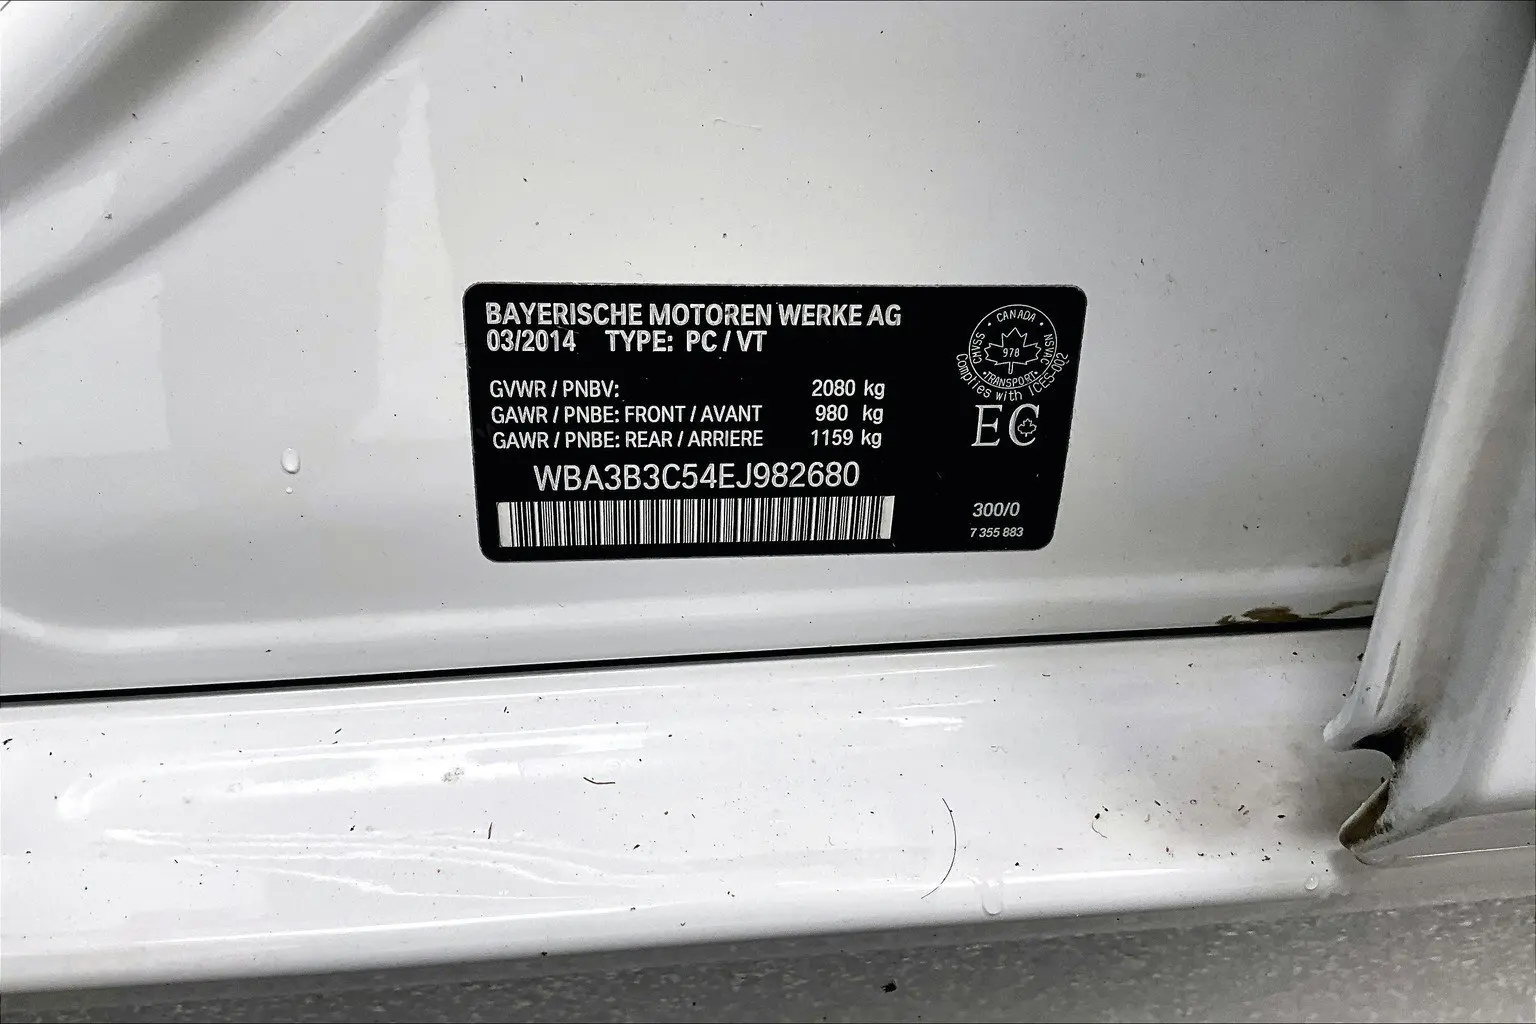 BAYERISCHE MOTOREN WERKE AG
03/2014 TYPE: PC / VT
GVWR / PNBV: 2080 kg
GAWR / PNBE: FRONT / AVANT 980 kg
GAWR / PNBE: REAR / ARRIERE 1159 kg
WBA3B3C54EJ982680
CANADA
CMVSS
NSVAC
978
TRANSPORT
Complies with ICES-002
EC
300/0
7 355 883